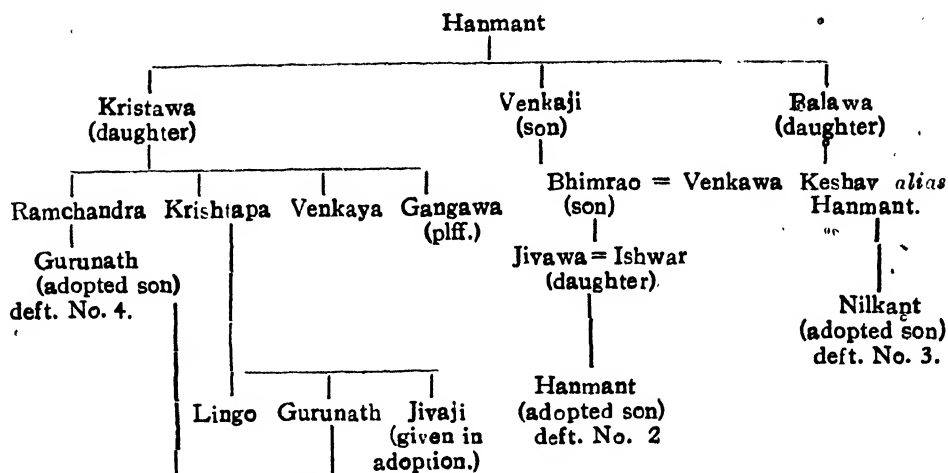 Hanmant
Kristawa Venkaji Balawa
(daughter) (son) (daughter)
Ramchandra Krishtapa Venkaya Gangawa Bhimrao = Venkawa Keshav alias
(plff.) (son) Hanmant.
Gurunath Jivawa = Ishwar
(adopted son) (daughter)
deft. No. 4. Nilkant
(adopted son)
deft. No. 3.
Lingo Gurunath Jivaji Hanmant
(given in (adopted son)
adoption.) deft. No. 2